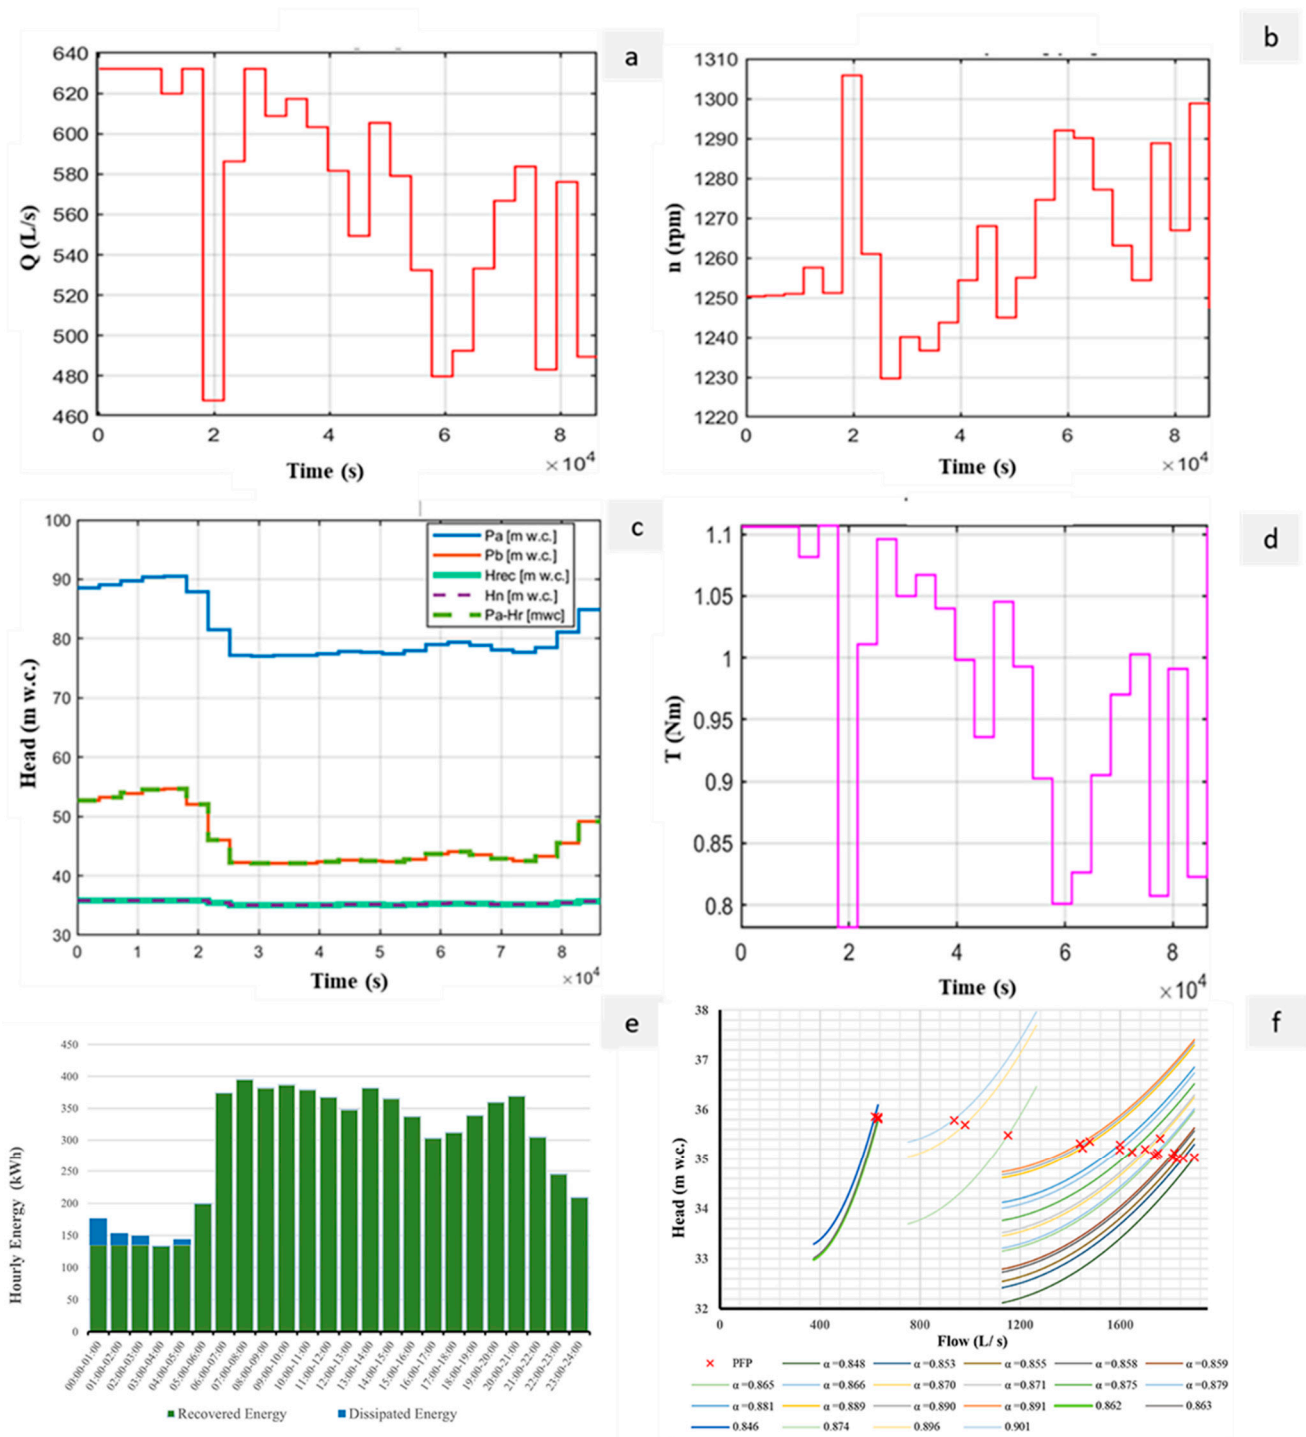 a
640
620
600
580
560
540
520
500
480
460
Q (L/s)
0 2 4 6 8
Time (s)
×10⁴
b
1310
1300
1290
1280
1270
1260
1250
1240
1230
1220
n (rpm)
0 2 4 6 8
Time (s)
×10⁴
c
100
90
80
70
60
50
40
30
Head (m w.c.)
Pa [m w.c.]
Pb [m w.c.]
Hrec [m w.c.]
Hn [m w.c.]
Pa-Hr [mwc]
0 1 2 3 4 5 6 7 8
Time (s)
×10⁴
d
1.1
1.05
1
0.95
0.9
0.85
0.8
T (Nm)
0 2 4 6 8
Time (s)
×10⁴
e
450
400
350
300
250
200
150
100
50
0
Hourly Energy (kWh)
00:00-01:00
01:00-02:00
02:00-03:00
03:00-04:00
04:00-05:00
05:00-06:00
06:00-07:00
07:00-08:00
08:00-09:00
09:00-10:00
10:00-11:00
11:00-12:00
12:00-13:00
13:00-14:00
14:00-15:00
15:00-16:00
16:00-17:00
17:00-18:00
18:00-19:00
19:00-20:00
20:00-21:00
21:00-22:00
22:00-23:00
23:00-24:00
Recovered Energy Dissipated Energy
f
38
37
36
35
34
33
32
Head (m w.c.)
0 400 800 1200 1600
Flow (L/ s)
PFP α =0.848 α =0.853 α =0.855 α =0.858 α =0.859
α =0.865 α =0.866 α =0.870 α =0.871 α =0.875 α =0.879
α =0.881 α =0.889 α =0.890 α =0.891 0.862 0.863
0.846 0.874 0.896 0.901